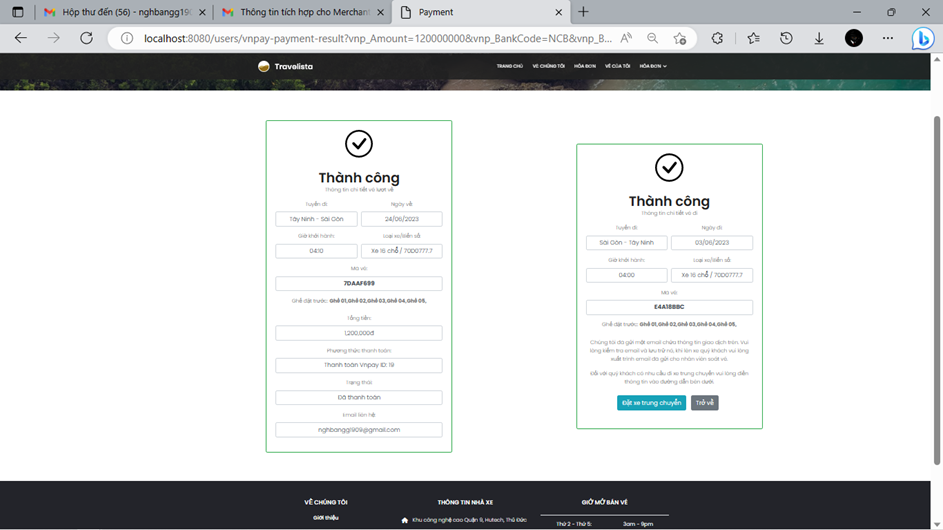 Hộp thư đến (56) - nghbangg190
Thông tin tích hợp cho Merchant
Payment
localhost:8080/users/vnpay-payment-result?vnp_Amount=120000000&vnp_BankCode=NCB&vnp_B...
Travelista
TRANG CHỦ
VỀ CHÚNG TÔI
HÓA ĐƠN
VÉ CỦA TÔI
HÓA ĐƠN
Thành công
Thông tin chi tiết vé lượt về
Tuyến đi:
Ngày về:
Tây Ninh - Sài Gòn
24/06/2023
Giờ khởi hành:
Loại xe/Biển số:
04:10
Xe 16 chỗ / 70D0777.7
Mã vé:
7DAAF699
Ghế đặt trước: Ghế 01,Ghế 02,Ghế 03,Ghế 04,Ghế 05,
Tổng tiền:
1,200,000đ
Phương thức thanh toán:
Thanh toán Vnpay ID: 19
Trạng thái:
Đã thanh toán
Email liên hệ:
nghbangg1909@gmail.com
Thành công
Thông tin chi tiết vé đi
Tuyến đi:
Ngày đi:
Sài Gòn - Tây Ninh
03/06/2023
Giờ khởi hành:
Loại xe/Biển số:
04:00
Xe 16 chỗ / 70D0777.7
Mã vé:
E4A18BBC
Ghế đặt trước: Ghế 01,Ghế 02,Ghế 03,Ghế 04,Ghế 05,
Chúng tôi đã gửi một email chứa thông tin giao dịch trên. Vui
lòng kiểm tra email và lưu trữ nó, khi lên xe quý khách vui lòng
xuất trình email đã gửi cho nhân viên soát vé.
Đối với quý khách có nhu cầu đi xe trung chuyển vui lòng điền
thông tin vào đường dẫn bên dưới.
Đặt xe trung chuyển
Trở về
VỀ CHÚNG TÔI
Giới thiệu
THÔNG TIN NHÀ XE
Khu công nghệ cao Quận 9, Hutech, Thủ Đức
GIỜ MỞ BÁN VÉ
Thứ 2 - Thứ 5:
3am - 9pm